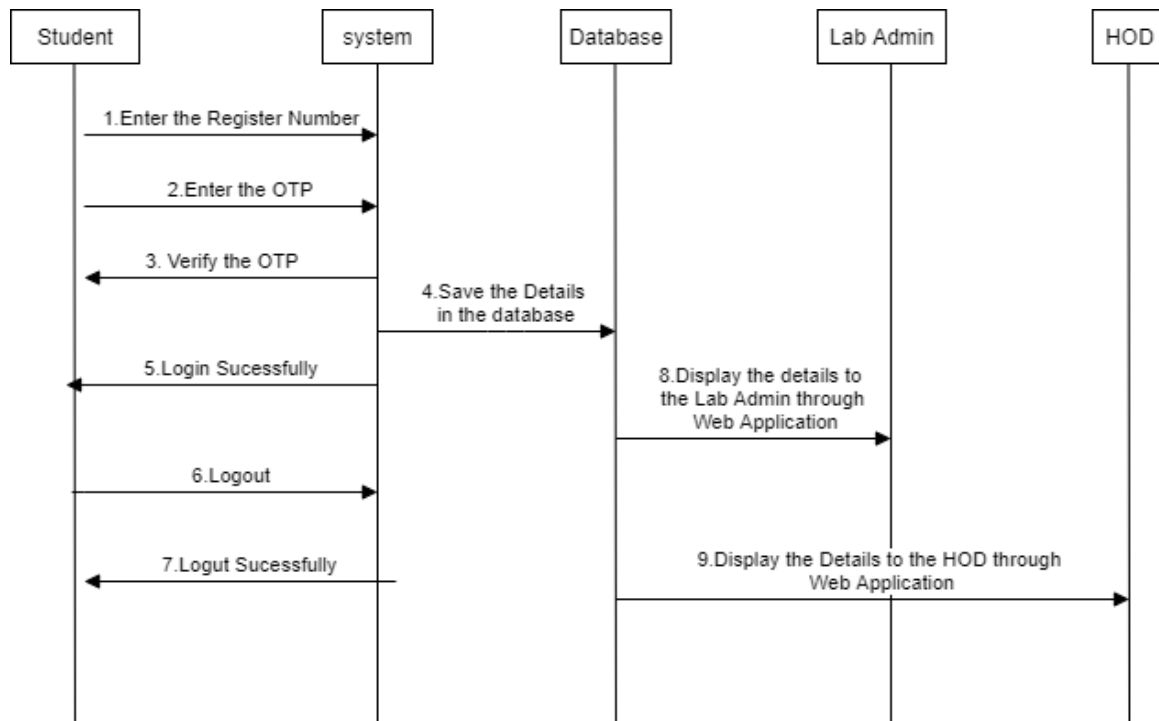 Student
system
Database
Lab Admin
HOD
1.Enter the Register Number
2.Enter the OTP
3. Verify the OTP
4.Save the Details
in the database
5.Login Sucessfully
8.Display the details to
the Lab Admin through
Web Application
6.Logout
7.Logut Sucessfully
9.Display the Details to the HOD through
Web Application